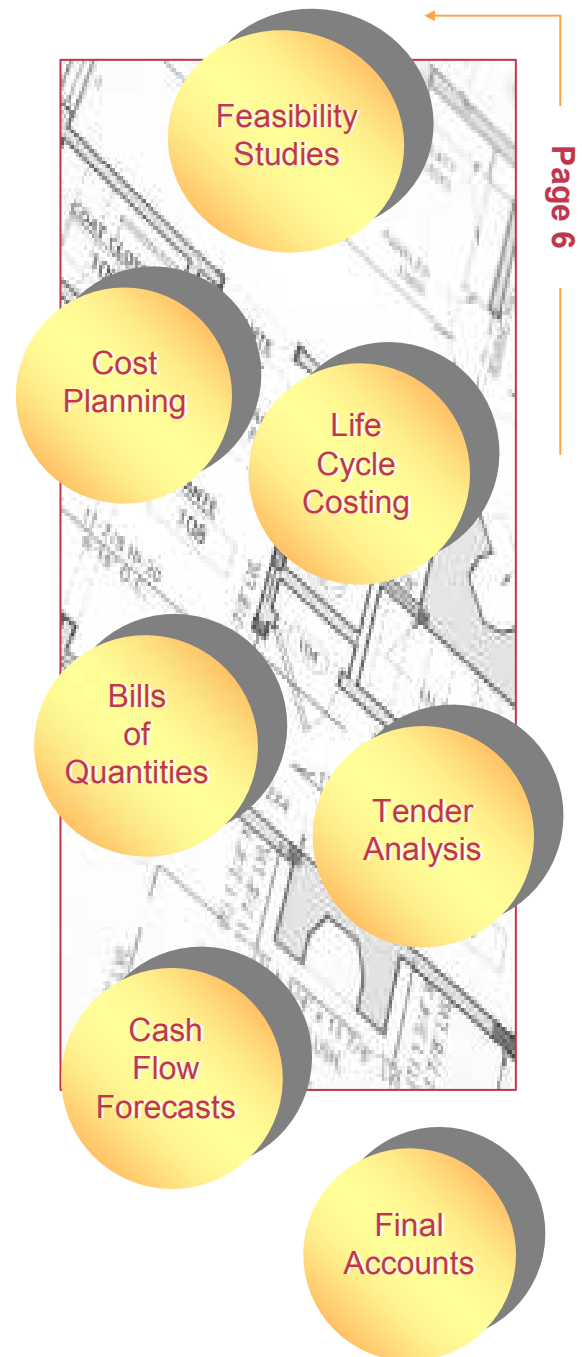 Feasibility
Studies
Page 6
Cost
Planning
Life
Cycle
Costing
Bills
of
Quantities
Tender
Analysis
Cash
Flow
Forecasts
Final
Accounts